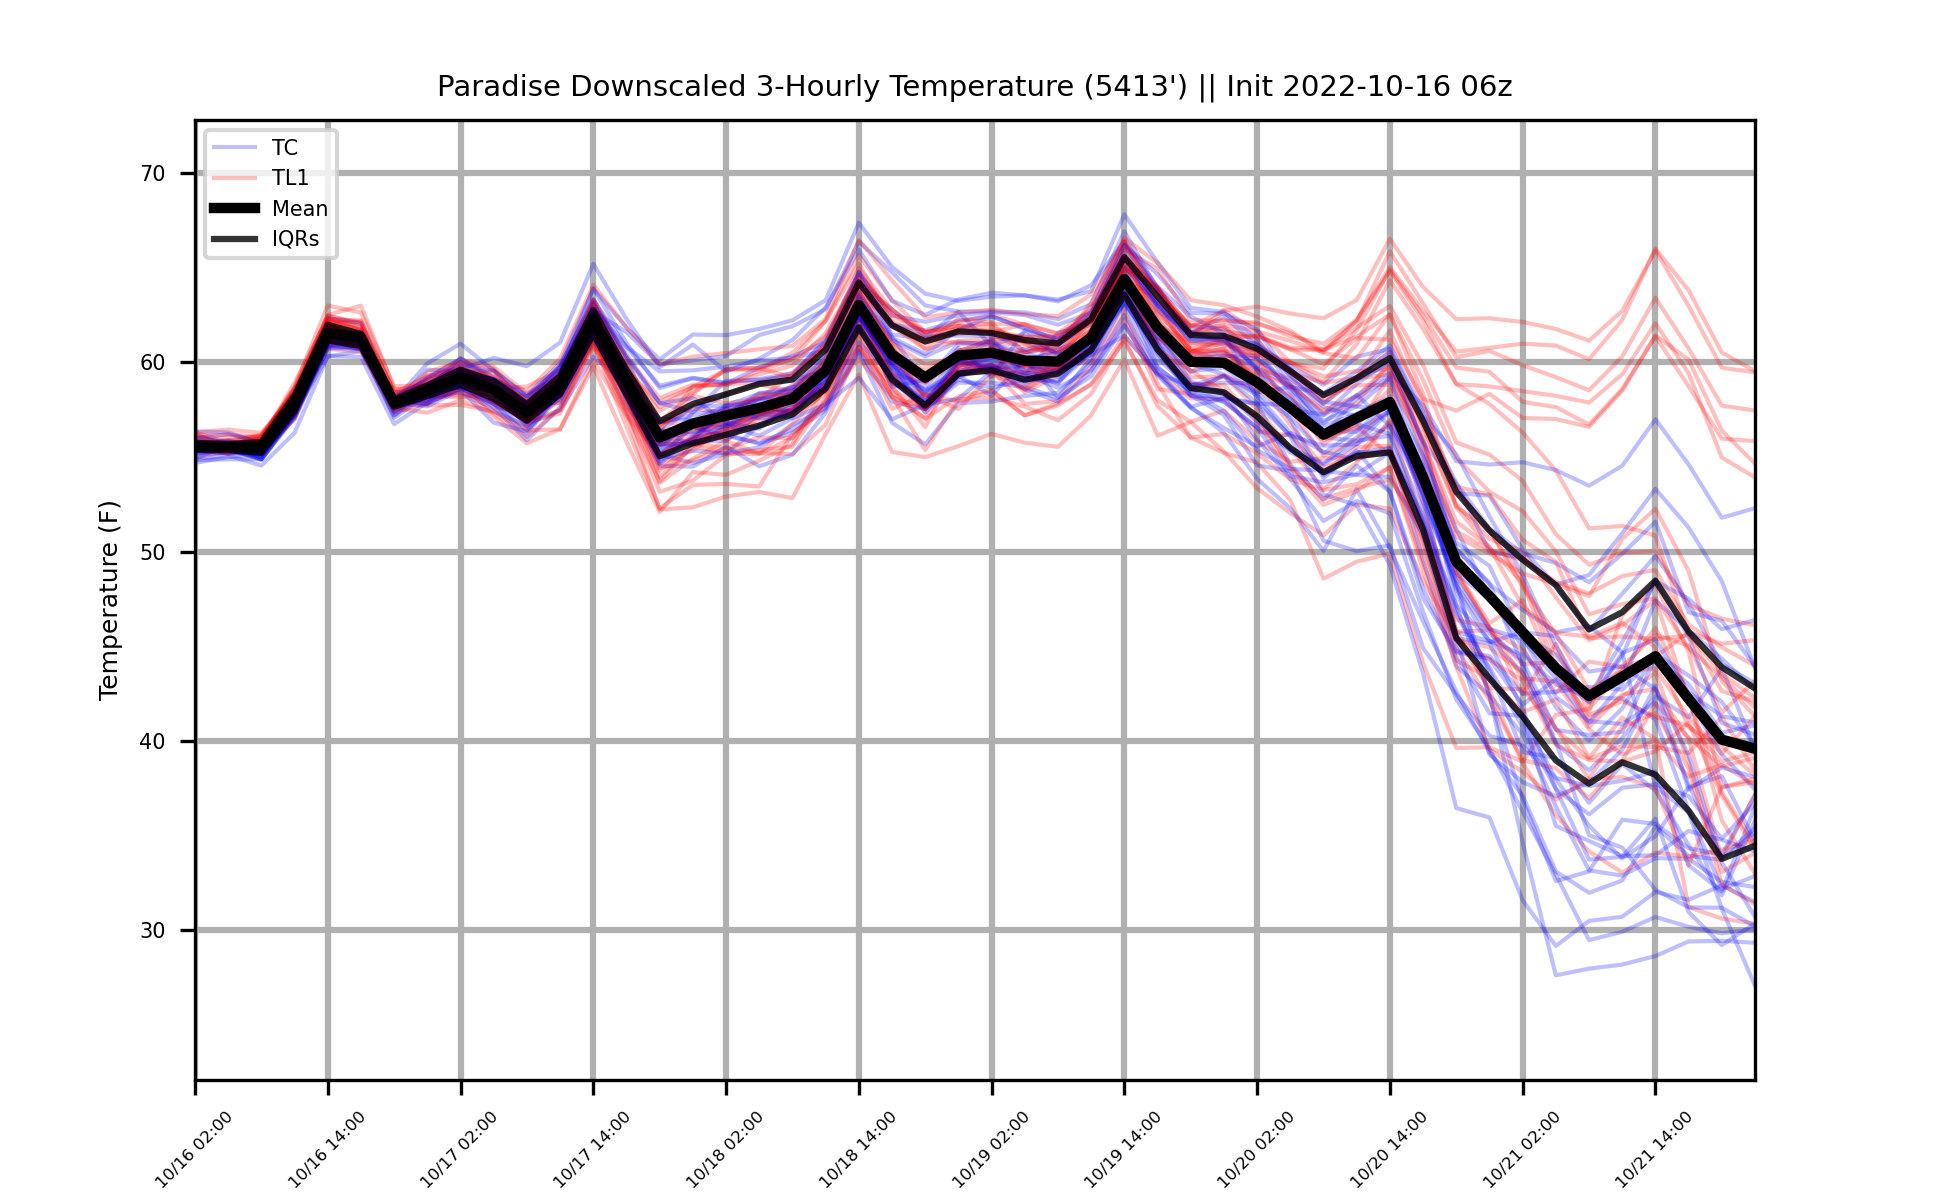 Paradise Downscaled 3-Hourly Temperature (5413') || Init 2022-10-16 06z
TC
TL1
Mean
IQRs
Temperature (F)
70
60
50
40
30
10/16 02:00
10/16 14:00
10/17 02:00
10/17 14:00
10/18 02:00
10/18 14:00
10/19 02:00
10/19 14:00
10/20 02:00
10/20 14:00
10/21 02:00
10/21 14:00